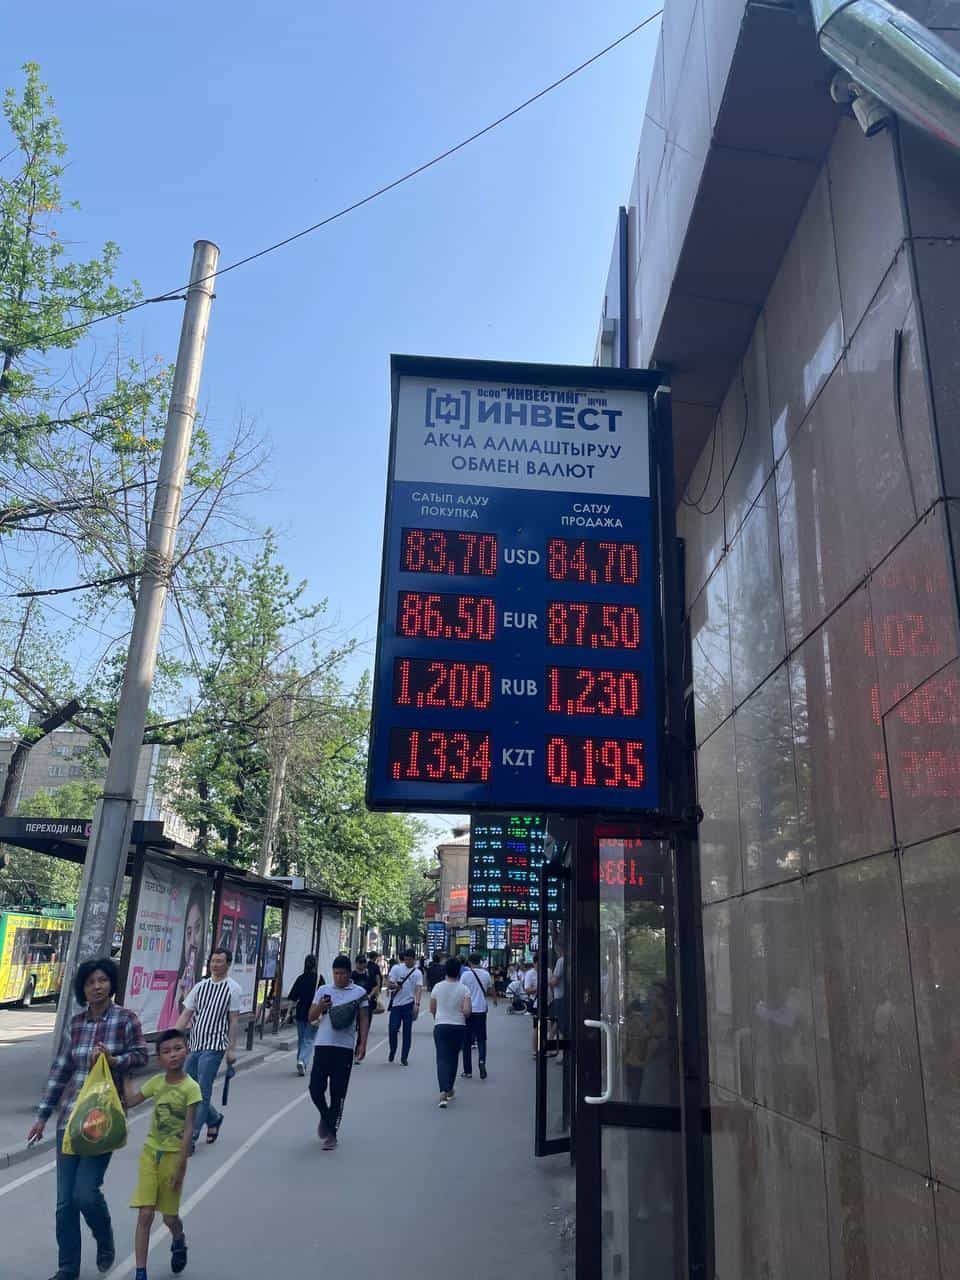 ОсОО "ИНВЕСТИНГ" ЖЧК
ИНВЕСТ
АКЧА АЛМАШТЫРУУ
ОБМЕН ВАЛЮТ
САТЫП АЛУУ САТУУ
ПОКУПКА ПРОДАЖА
83,70 USD 84,70
86.50 EUR 87,50
1,200 RUB 1,230
.1334 KZT 0,195
ПЕРЕХОДИ НА